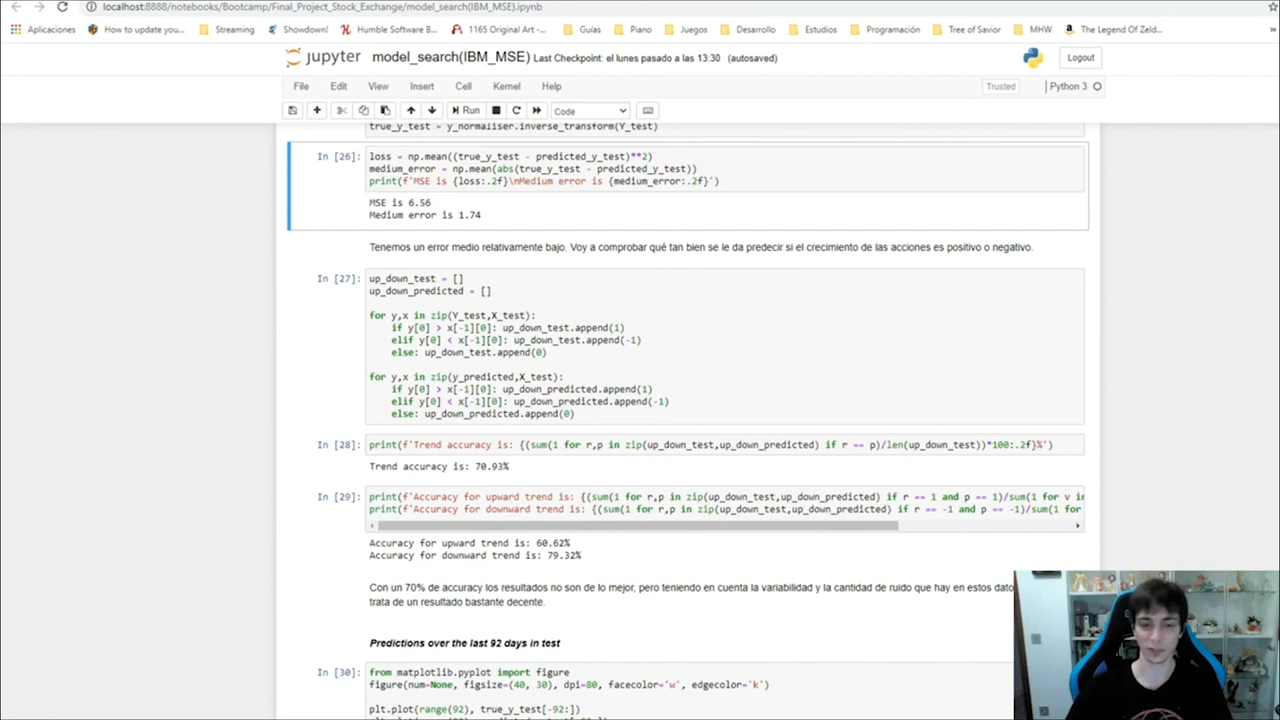 localhost:8888/notebooks/Bootcamp/Final_Project_Stock_Exchange/model_search(IBM_MSE).ipynb
Aplicaciones How to update you... Streaming Showdown! Humble Software B... 1165 Original Art -... Guías Piano Juegos Desarrollo Estudios Programación Tree of Savior MHW The Legend Of Zeld...
jupyter model_search(IBM_MSE) Last Checkpoint: el lunes pasado a las 13:30 (autosaved) Logout
File Edit View Insert Cell Kernel Help Trusted Python 3
Run Code
true_y_test = y_normaliser.inverse_transform(Y_test)
In [26]: loss = np.mean((true_y_test - predicted_y_test)**2)
medium_error = np.mean(abs(true_y_test - predicted_y_test))
print(f'MSE is {loss:.2f}\nMedium error is {medium_error:.2f}')
MSE is 6.56
Medium error is 1.74
Tenemos un error medio relativamente bajo. Voy a comprobar qué tan bien se le da predecir si el crecimiento de las acciones es positivo o negativo.
In [27]: up_down_test = []
up_down_predicted = []
for y,x in zip(Y_test,X_test):
if y[0] > x[-1][0]: up_down_test.append(1)
elif y[0] < x[-1][0]: up_down_test.append(-1)
else: up_down_test.append(0)
for y,x in zip(y_predicted,X_test):
if y[0] > x[-1][0]: up_down_predicted.append(1)
elif y[0] < x[-1][0]: up_down_predicted.append(-1)
else: up_down_predicted.append(0)
In [28]: print(f'Trend accuracy is: {(sum(1 for r,p in zip(up_down_test,up_down_predicted) if r == p)/len(up_down_test))*100:.2f}%')
Trend accuracy is: 70.93%
In [29]: print(f'Accuracy for upward trend is: {(sum(1 for r,p in zip(up_down_test,up_down_predicted) if r == 1 and p == 1)/sum(1 for v in
print(f'Accuracy for downward trend is: {(sum(1 for r,p in zip(up_down_test,up_down_predicted) if r == -1 and p == -1)/sum(1 for
Accuracy for upward trend is: 60.62%
Accuracy for downward trend is: 79.32%
Con un 70% de accuracy los resultados no son de lo mejor, pero teniendo en cuenta la variabilidad y la cantidad de ruido que hay en estos dato
trata de un resultado bastante decente.
Predictions over the last 92 days in test
In [30]: from matplotlib.pyplot import figure
figure(num=None, figsize=(40, 30), dpi=80, facecolor='w', edgecolor='k')
plt.plot(range(92), true_y_test[-92:])